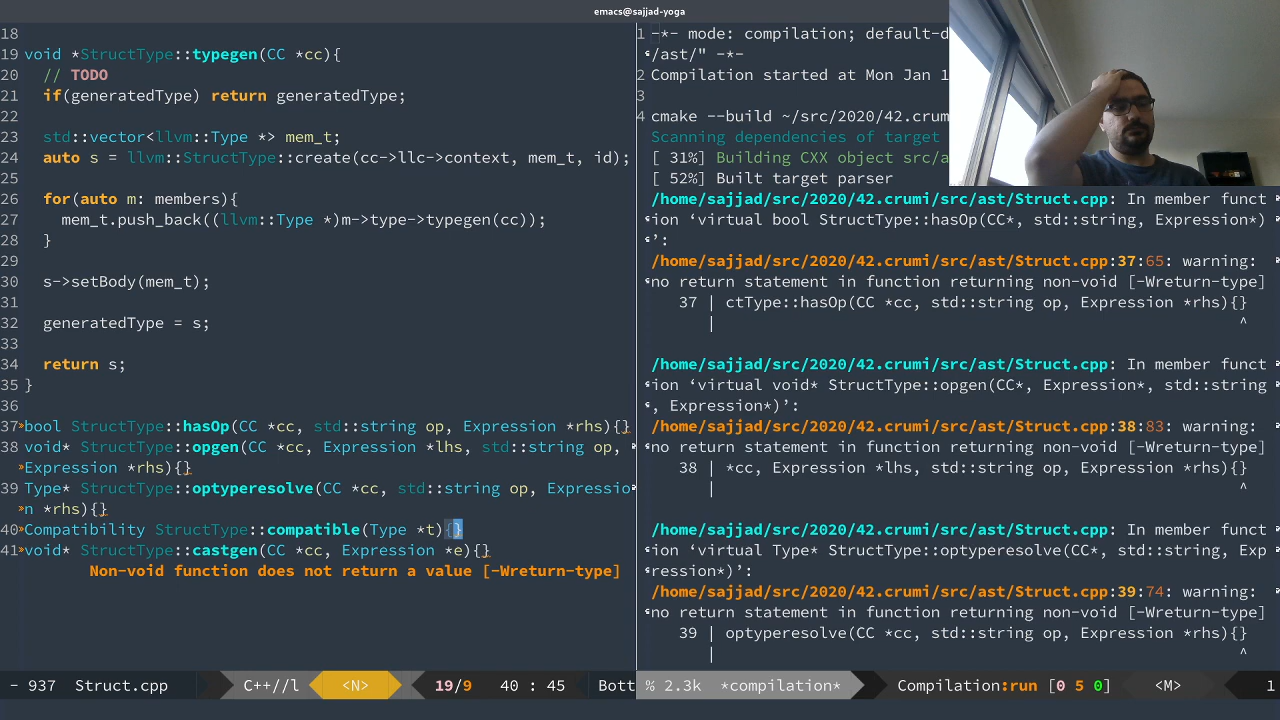 emacs@sajjad-yoga
18
19 void *StructType::typegen(CC *cc){
20   // TODO
21   if(generatedType) return generatedType;
22
23   std::vector<llvm::Type *> mem_t;
24   auto s = llvm::StructType::create(cc->llc->context, mem_t, id);
25
26   for(auto m: members){
27     mem_t.push_back((llvm::Type *)m->type->typegen(cc));
28   }
29
30   s->setBody(mem_t);
31
32   generatedType = s;
33
34   return s;
35 }
36
37»bool StructType::hasOp(CC *cc, std::string op, Expression *rhs){}
38 void* StructType::opgen(CC *cc, Expression *lhs, std::string op,
»Expression *rhs){}
39 Type* StructType::optyperesolve(CC *cc, std::string op, Expressio
»n *rhs){}
40»Compatibility StructType::compatible(Type *t){}
41»void* StructType::castgen(CC *cc, Expression *e){}
Non-void function does not return a value [-Wreturn-type]
- 937 Struct.cpp C++//l <N> 19/9 40 : 45 Bott
1 -*- mode: compilation; default-d
/ast/" -*-
2 Compilation started at Mon Jan 1
3
4 cmake --build ~/src/2020/42.crum
Scanning dependencies of target
[ 31%] Building CXX object src/a
[ 52%] Built target parser
/home/sajjad/src/2020/42.crumi/src/ast/Struct.cpp: In member funct
ion ‘virtual bool StructType::hasOp(CC*, std::string, Expression*)
’:
/home/sajjad/src/2020/42.crumi/src/ast/Struct.cpp:37:65: warning:
no return statement in function returning non-void [-Wreturn-type]
37 | ctType::hasOp(CC *cc, std::string op, Expression *rhs){}
| ^
/home/sajjad/src/2020/42.crumi/src/ast/Struct.cpp: In member funct
ion ‘virtual void* StructType::opgen(CC*, Expression*, std::string
, Expression*)’:
/home/sajjad/src/2020/42.crumi/src/ast/Struct.cpp:38:83: warning:
no return statement in function returning non-void [-Wreturn-type]
38 | *cc, Expression *lhs, std::string op, Expression *rhs){}
| ^
/home/sajjad/src/2020/42.crumi/src/ast/Struct.cpp: In member funct
ion ‘virtual Type* StructType::optyperesolve(CC*, std::string, Exp
ression*)’:
/home/sajjad/src/2020/42.crumi/src/ast/Struct.cpp:39:74: warning:
no return statement in function returning non-void [-Wreturn-type]
39 | optyperesolve(CC *cc, std::string op, Expression *rhs){}
| ^
% 2.3k *compilation* Compilation:run [0 5 0] <M> 1